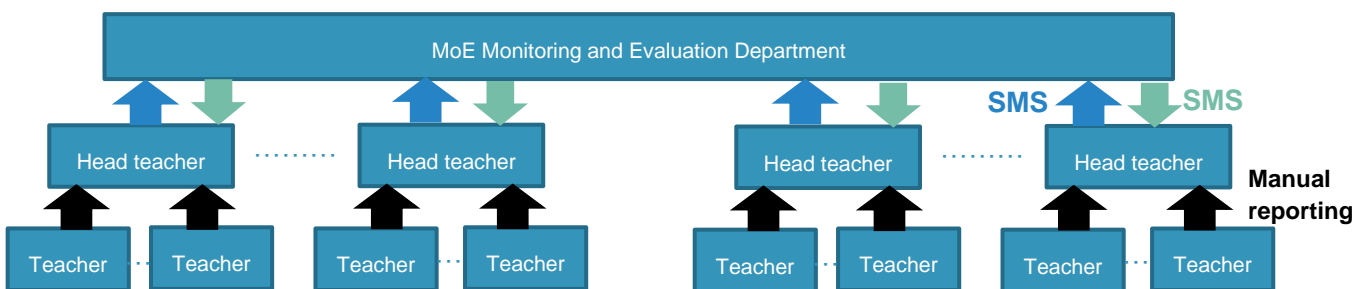 MoE Monitoring and Evaluation Department
SMS
SMS
Head teacher
Head teacher
Head teacher
Head teacher
Manual
reporting
Teacher
Teacher
Teacher
Teacher
Teacher
Teacher
Teacher
Teacher